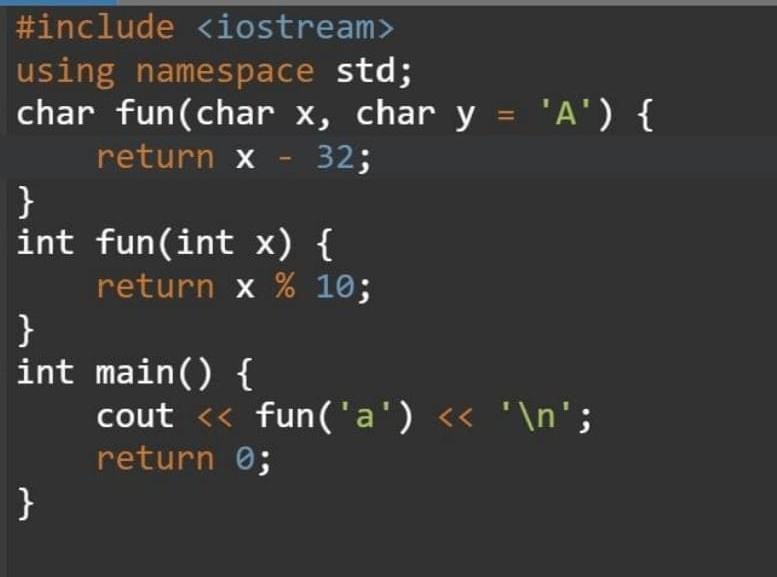 #include <iostream>
using namespace std;
char fun(char x, char y = 'A') {
    return x - 32;
}
int fun(int x) {
    return x % 10;
}
int main() {
    cout << fun('a') << '\n';
    return 0;
}